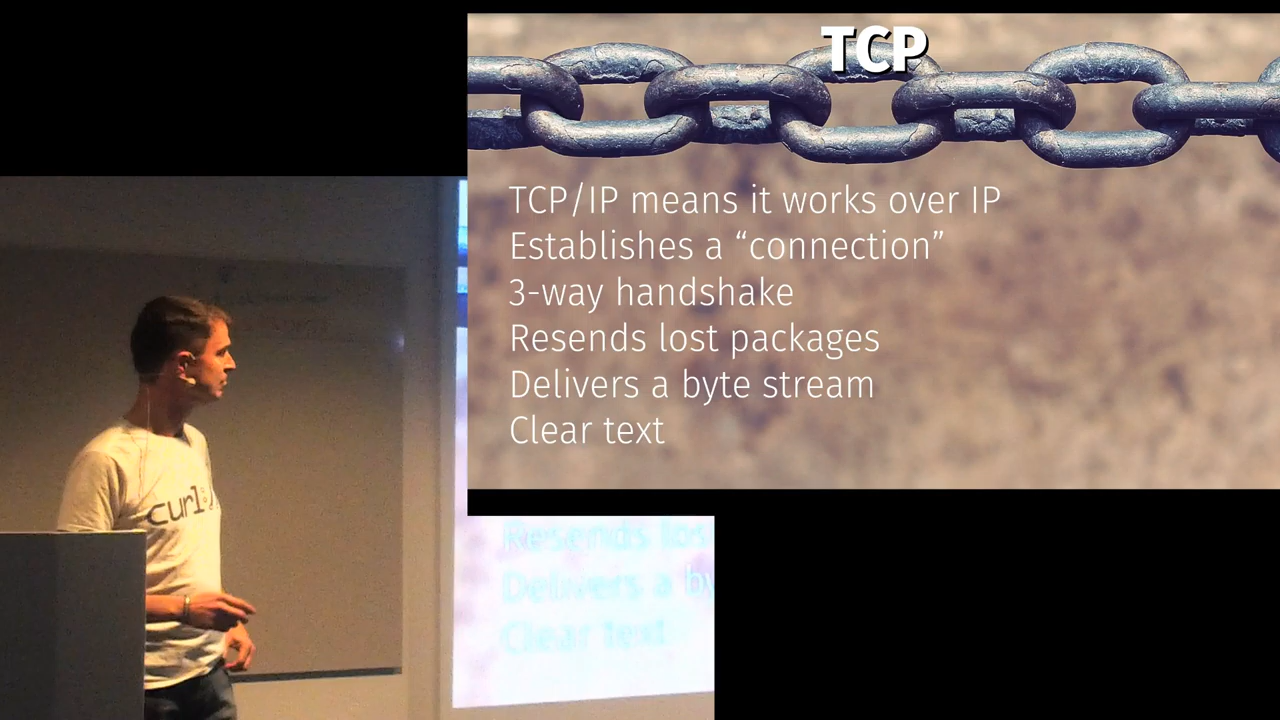 TCP
TCP/IP means it works over IP
Establishes a “connection”
3-way handshake
Resends lost packages
Delivers a byte stream
Clear text
curl:/
Resends los
Delivers a by
Clear text